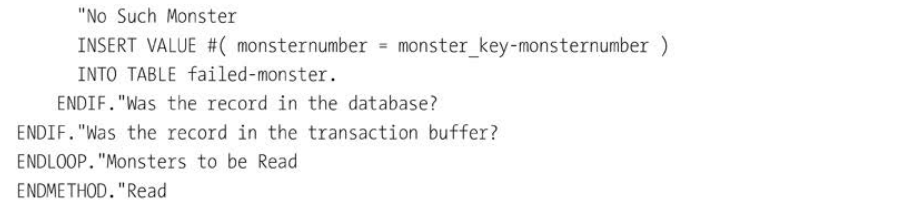 "No Such Monster
INSERT VALUE #( monsternumber = monster_key-monsternumber )
INTO TABLE failed-monster.
ENDIF."Was the record in the database?
ENDIF."Was the record in the transaction buffer?
ENDLOOP."Monsters to be Read
ENDMETHOD."Read